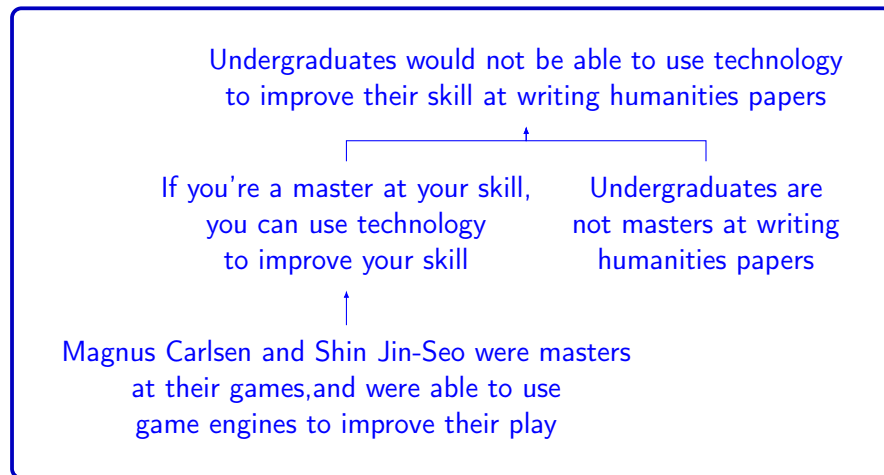 Undergraduates would not be able to use technology
to improve their skill at writing humanities papers
If you're a master at your skill,
you can use technology
to improve your skill
Undergraduates are
not masters at writing
humanities papers
Magnus Carlsen and Shin Jin-Seo were masters
at their games,and were able to use
game engines to improve their play